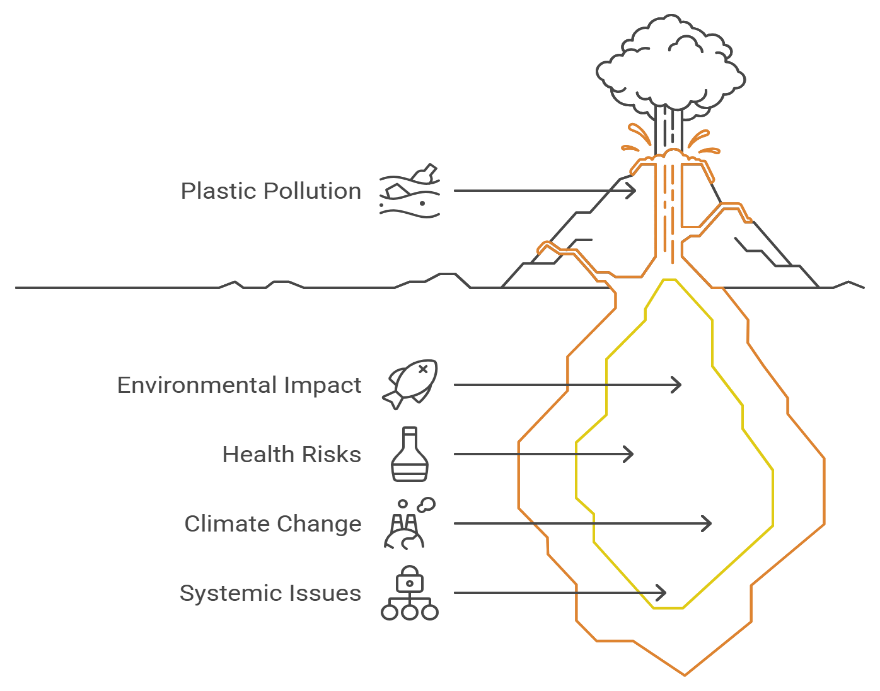 Plastic Pollution
Environmental Impact
Health Risks
Climate Change
Systemic Issues